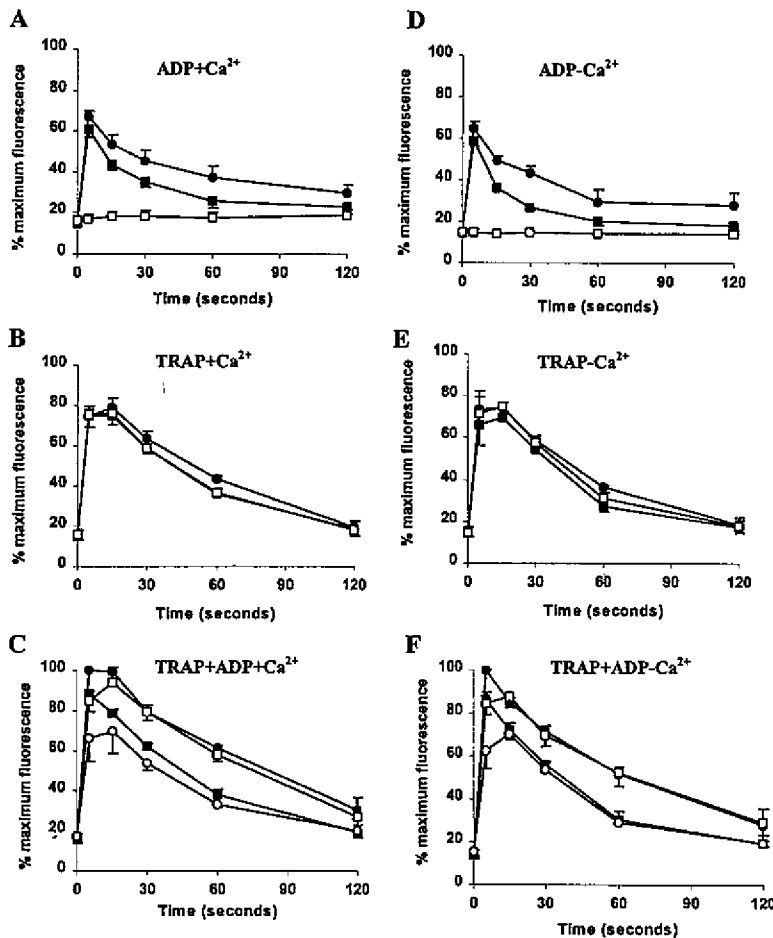 A
ADP+Ca²⁺
% maximum fluorescence
100
80
60
40
20
0
0 30 60 90 120
Time (seconds)
D
ADP-Ca²⁺
% maximum fluorescence
100
80
60
40
20
0
0 30 60 90 120
Time (seconds)
B
TRAP+Ca²⁺
% maximum fluorescence
100
80
60
40
20
0
0 30 60 90 120
Time (seconds)
E
TRAP-Ca²⁺
% maximum fluorescence
100
80
60
40
20
0
0 30 60 90 120
Time (seconds)
C
TRAP+ADP+Ca²⁺
% maximum fluorescence
100
80
60
40
20
0
0 30 60 90 120
Time (seconds)
F
TRAP+ADP-Ca²⁺
% maximum fluorescence
100
80
60
40
20
0
0 30 60 90 120
Time (seconds)